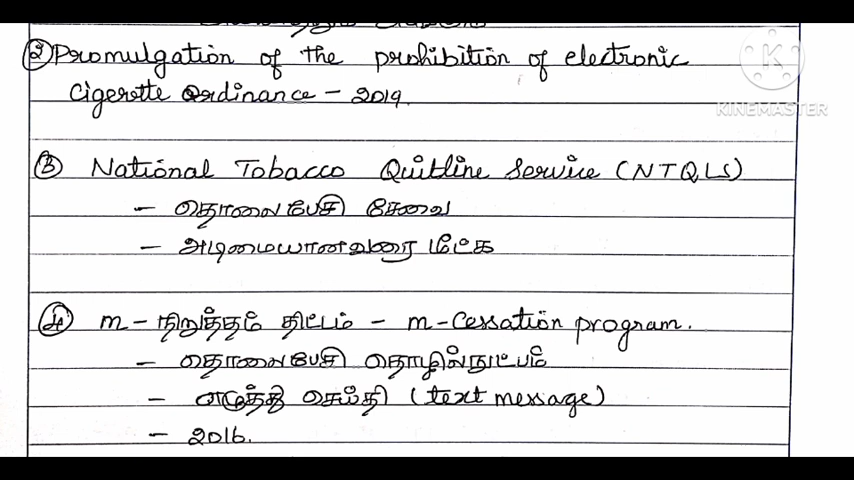 ② Promulgation of the prohibition of electronic
Cigerette Ordinance - 2019.
③ National Tobacco Quitline Service (NTQLS)
- தொலைபேசி சேவை
- அடிமையானவரை மீட்க
④ m-நிறுத்தம் திட்டம் - m-Cessation program.
- தொலைபேசி தொழில்நுட்பம்
- எழுத்து செய்தி (text message)
- 2016.
KINEMASTER